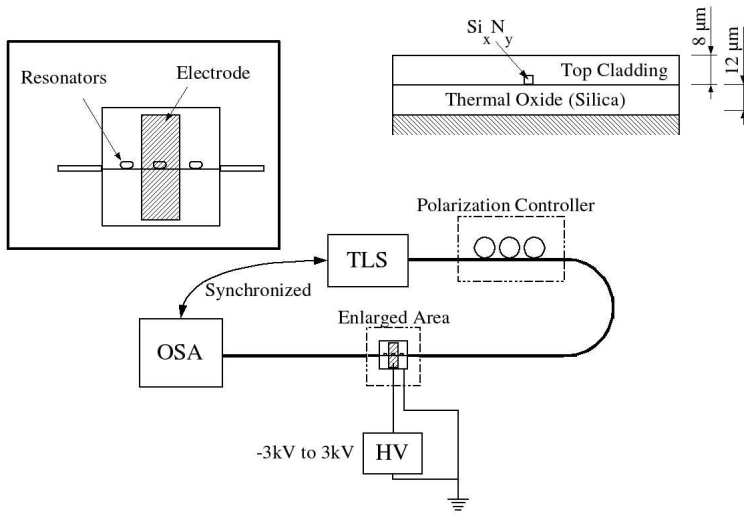 Resonators
Electrode
Si
x
N
y
Top Cladding
Thermal Oxide (Silica)
8 μm
12 μm
Polarization Controller
TLS
Synchronized
Enlarged Area
OSA
-3kV to 3kV
HV